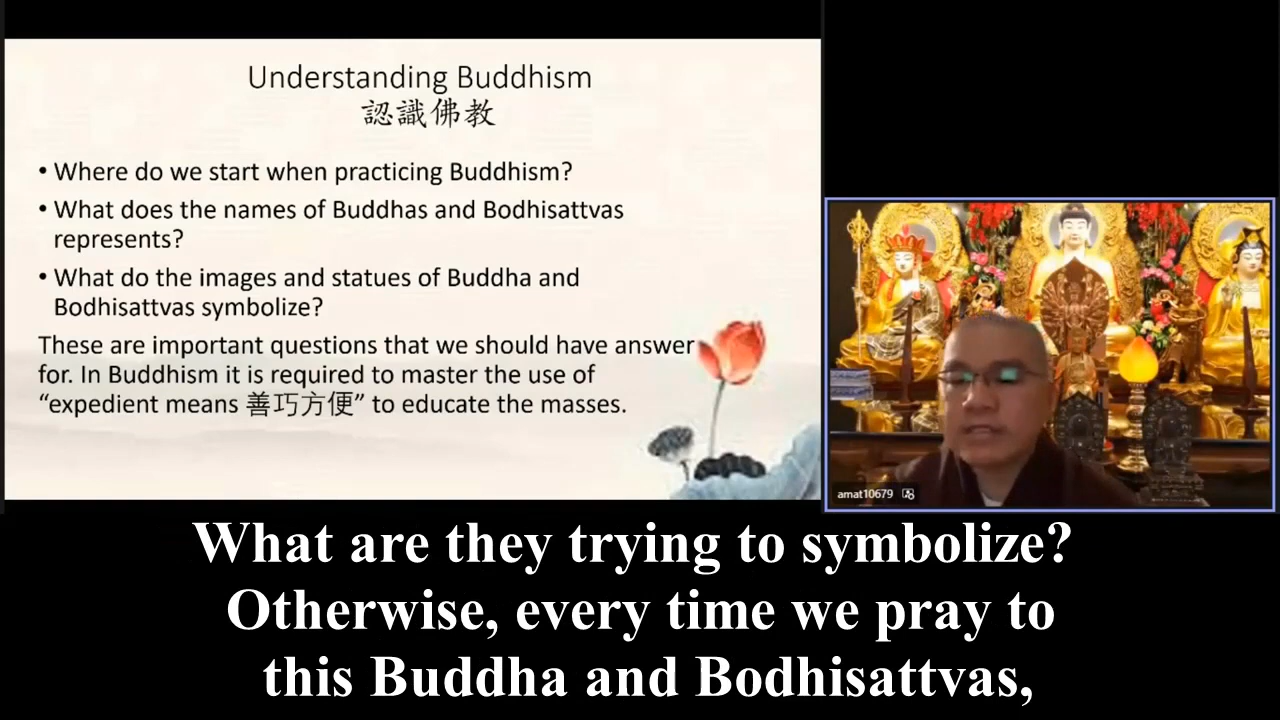 Understanding Buddhism
認識佛教
• Where do we start when practicing Buddhism?
• What does the names of Buddhas and Bodhisattvas
represents?
• What do the images and statues of Buddha and
Bodhisattvas symbolize?
These are important questions that we should have answer
for. In Buddhism it is required to master the use of
“expedient means 善巧方便” to educate the masses.
amat10679
What are they trying to symbolize?
Otherwise, every time we pray to
this Buddha and Bodhisattvas,